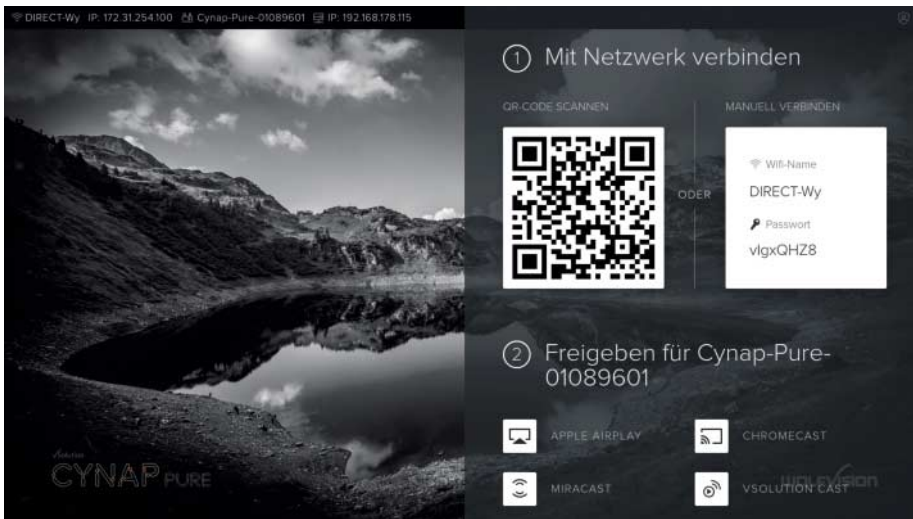 DIRECT-Wy IP: 172.31.254.100 Cynap-Pure-01089601 IP: 192.168.178.115
1 Mit Netzwerk verbinden
QR-CODE SCANNEN
ODER
MANUELL VERBINDEN
Wifi-Name
DIRECT-Wy
Passwort
vlgxQHZ8
2 Freigeben für Cynap-Pure-
01089601
APPLE AIRPLAY
CHROMECAST
MIRACAST
VSOLUTION CAST
vSolution
CYNAP PURE
WOLFVISION